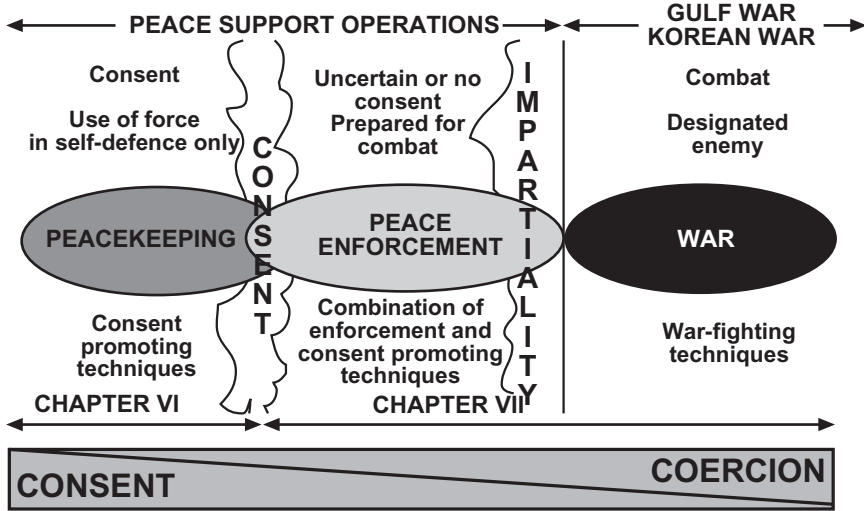 PEACE SUPPORT OPERATIONS
GULF WAR
KOREAN WAR
Consent
Use of force
in self-defence only
CONSENT
Uncertain or no
consent
Prepared for
combat
IMPARTIALITY
Combat
Designated
enemy
PEACEKEEPING
PEACE
ENFORCEMENT
WAR
Consent
promoting
techniques
Combination of
enforcement and
consent promoting
techniques
War-fighting
techniques
CHAPTER VI
CHAPTER VII
CONSENT
COERCION